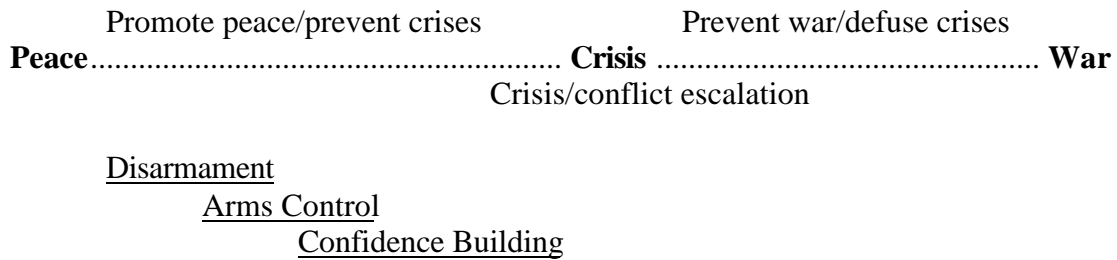 Promote peace/prevent crises Prevent war/defuse crises
Peace............................................................ Crisis ................................................. War
Crisis/conflict escalation
Disarmament
Arms Control
Confidence Building